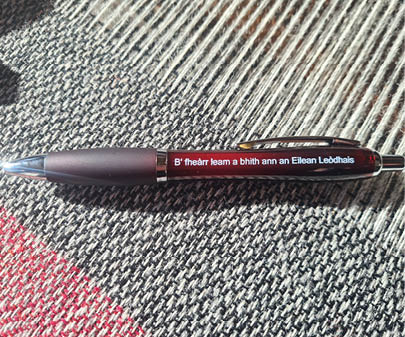 B' fheàrr leam a bhith ann an Eilean Leòdhais